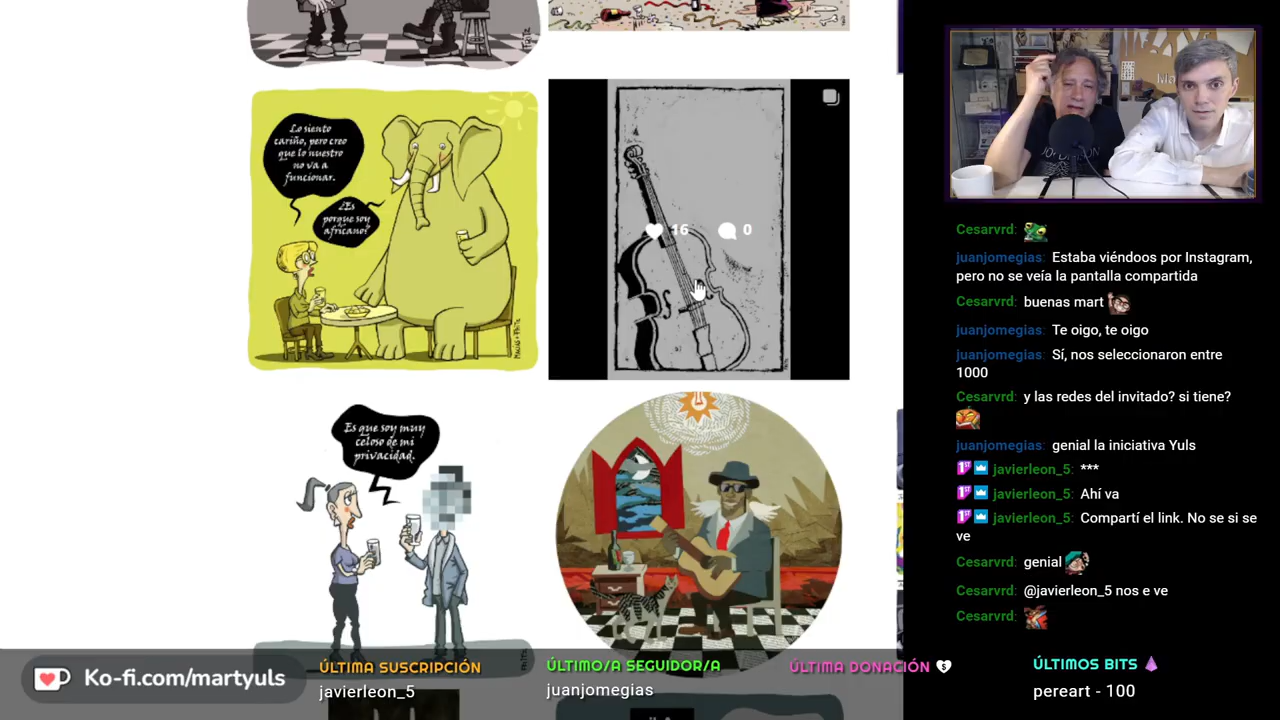 Lo siento
cariño, pero creo
que lo nuestro
no va a
funcionar.
¿Es
porque soy
africano?
16
0
Es que soy muy
celoso de mi
privacidad.
Cesarvrd:
juanjomegias: Estaba viéndoos por Instagram,
pero no se veía la pantalla compartida
Cesarvrd: buenas mart
juanjomegias: Te oigo, te oigo
juanjomegias: Sí, nos seleccionaron entre
1000
Cesarvrd: y las redes del invitado? si tiene?
juanjomegias: genial la iniciativa Yuls
javierleon_5: ***
javierleon_5: Ahí va
javierleon_5: Compartí el link. No se si se
ve
Cesarvrd: genial
Cesarvrd: @javierleon_5 nos e ve
Cesarvrd:
Ko-fi.com/martyuls
ÚLTIMA SUSCRIPCIÓN
javierleon_5
ÚLTIMO/A SEGUIDOR/A
juanjomegias
ÚLTIMA DONACIÓN
ÚLTIMOS BITS
pereart - 100